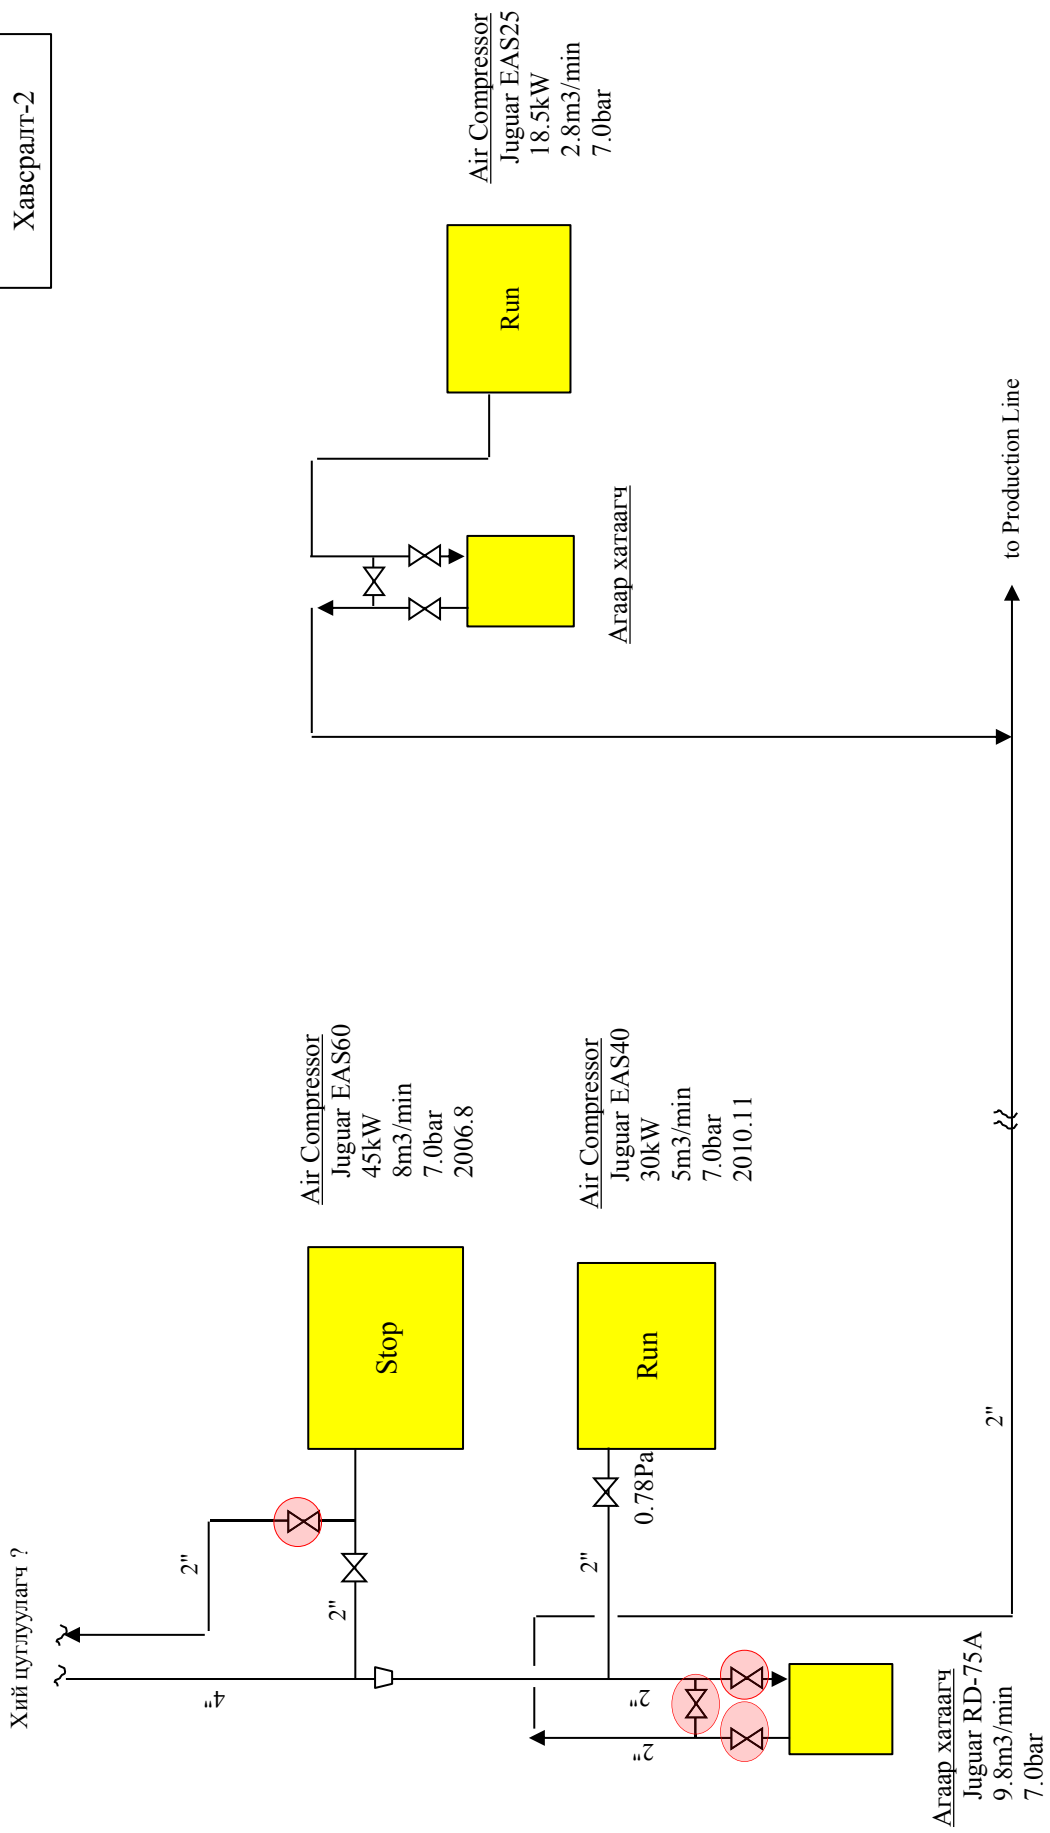 Хавсралт-2
Хий цуглуулагч ?
Air Compressor
Juguar EAS60
45kW
8m3/min
7.0bar
2006.8
Stop
2"
2"
4"
Air Compressor
Juguar EAS40
30kW
5m3/min
7.0bar
2010.11
Run
0.78Pa
2"
2"
2"
Агаар хатаагч
Juguar RD-75A
9.8m3/min
7.0bar
2"
Air Compressor
Juguar EAS25
18.5kW
2.8m3/min
7.0bar
Run
Агаар хатаагч
to Production Line